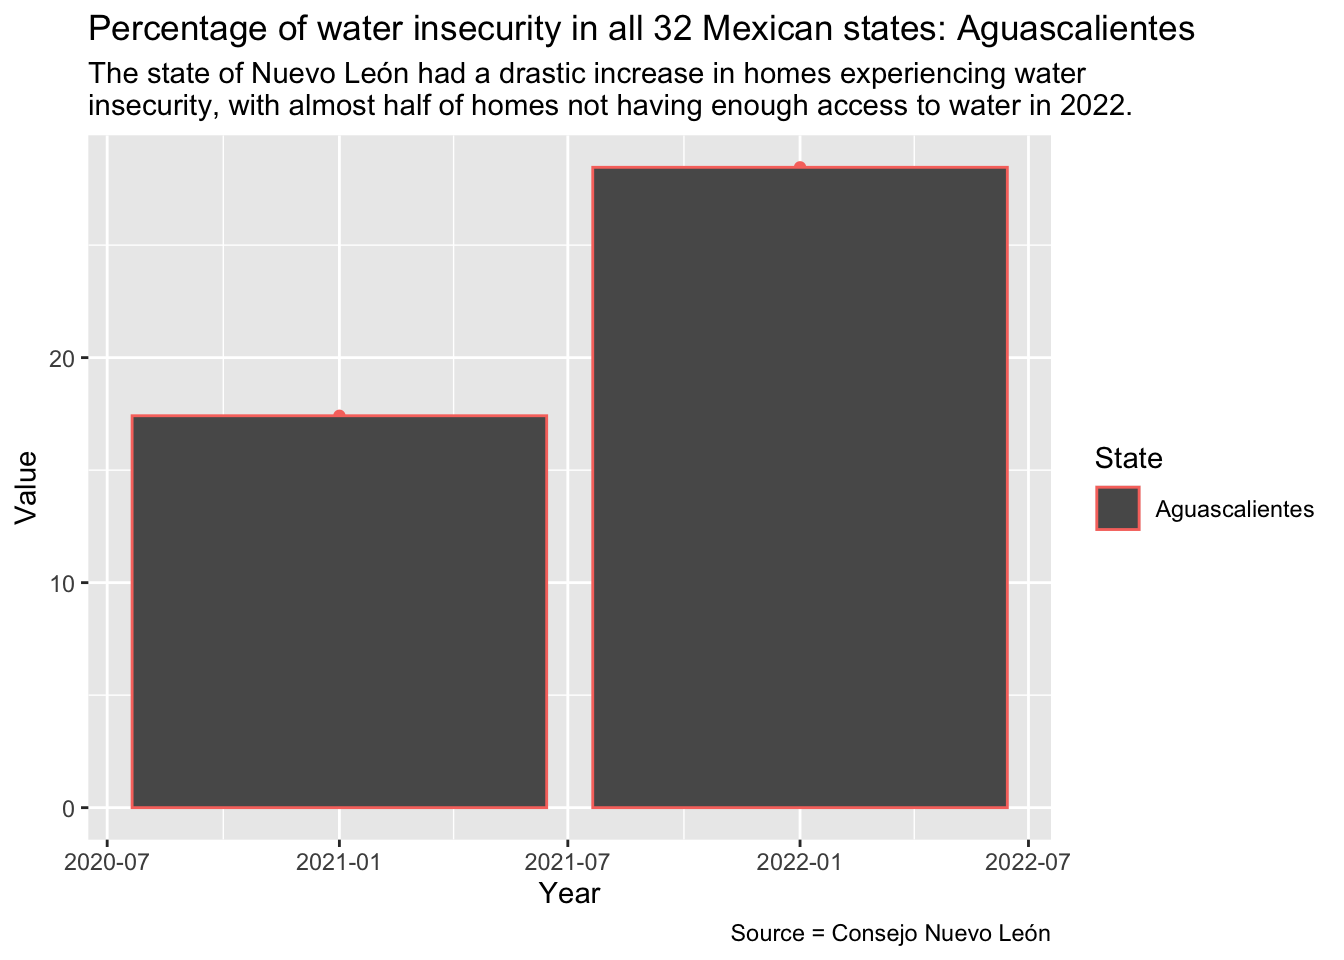 Percentage of water insecurity in all 32 Mexican states: Aguascalientes
The state of Nuevo León had a drastic increase in homes experiencing water
insecurity, with almost half of homes not having enough access to water in 2022.
Value
20
10
0
2020-07
2021-01
2021-07
2022-01
2022-07
Year
State
Aguascalientes
Source = Consejo Nuevo León